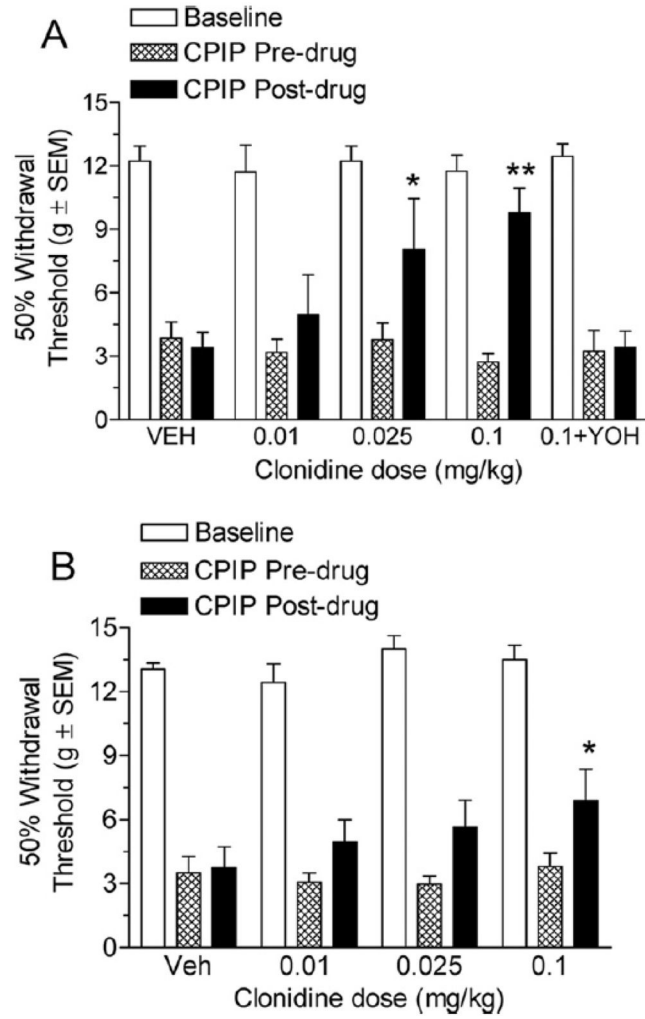 A
Baseline
CPIP Pre-drug
CPIP Post-drug
50% Withdrawal
Threshold (g ± SEM)
15
12
9
6
3
0
*
**
VEH 0.01 0.025 0.1 0.1+YOH
Clonidine dose (mg/kg)
B
Baseline
CPIP Pre-drug
CPIP Post-drug
50% Withdrawal
Threshold (g ± SEM)
15
12
9
6
3
0
*
Veh 0.01 0.025 0.1
Clonidine dose (mg/kg)